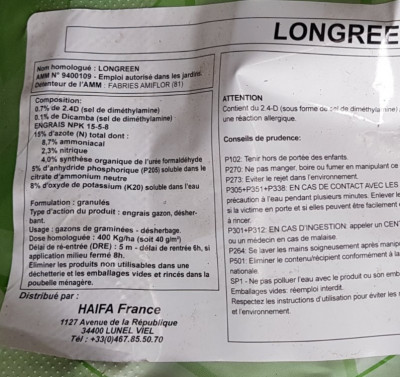 LONGREE
Nom homologué : LONGREEN
AMM N° 9400109 - Emploi autorisé dans les jardins.
Détenteur de l'AMM : FABRIES AMIFLOR (81)
Composition:
0.7% de 2.4D (sel de diméthylamine)
0.1% de Dicamba (sel de diméthylamine)
ENGRAIS NPK 15-5-8
15% d'azote (N) total dont :
8,7% ammoniacal
2,3% nitrique
4,0% synthèse organique de l'uree formaldéhyde
5% d'anhydride phosphorique (P205) soluble dans le
citrate d'ammonium neutre
8% d'oxyde de potassium (K20) soluble dans l'eau
Formulation : granulés
Type d'action du produit : engrais gazon, désher-
bant.
Usage : gazons de graminées - désherbage.
Dose homologuée : 400 Kg/ha (soit 40 g/m²)
Délai de ré-entrée (DRE) : 5 m - délai de rentrée 6h, si
application milieu fermé 8h.
Eliminer les produits non utilisables dans une
déchetterie et les emballages vides et rincés dans la
poubelle ménagère.
Distribué par :
HAIFA France
1127 Avenue de la République
34400 LUNEL VIEL
Tél : +33(0)467.85.50.70
ATTENTION
Contient du 2.4-D (sous forme de sel de diméthylamine)
une réaction allergique.
Conseils de prudence:
P102: Tenir hors de portée des enfants.
P270: Ne pas manger, boire ou fumer en manipulant ce
P273: Eviter le rejet dans l'environnement.
P305+P351+P338: EN CAS DE CONTACT AVEC LES
précaution à l'eau pendant plusieurs minutes. Enlever le
si la victime en porte et si elles peuvent être facilement
à rincer.
P301+P312: EN CAS D'INGESTION: appeler un CEN
ou un médecin en cas de malaise.
P264: Se laver les mains soigneusement après manip
P501: Eliminer le contenu/récipient conformément à la
nationale.
SP1 - Ne pas polluer l'eau avec le produit ou son emb
Emballages vides: réemploi interdit.
Respectez les instructions d'utilisation pour éviter les
et l'environnement.